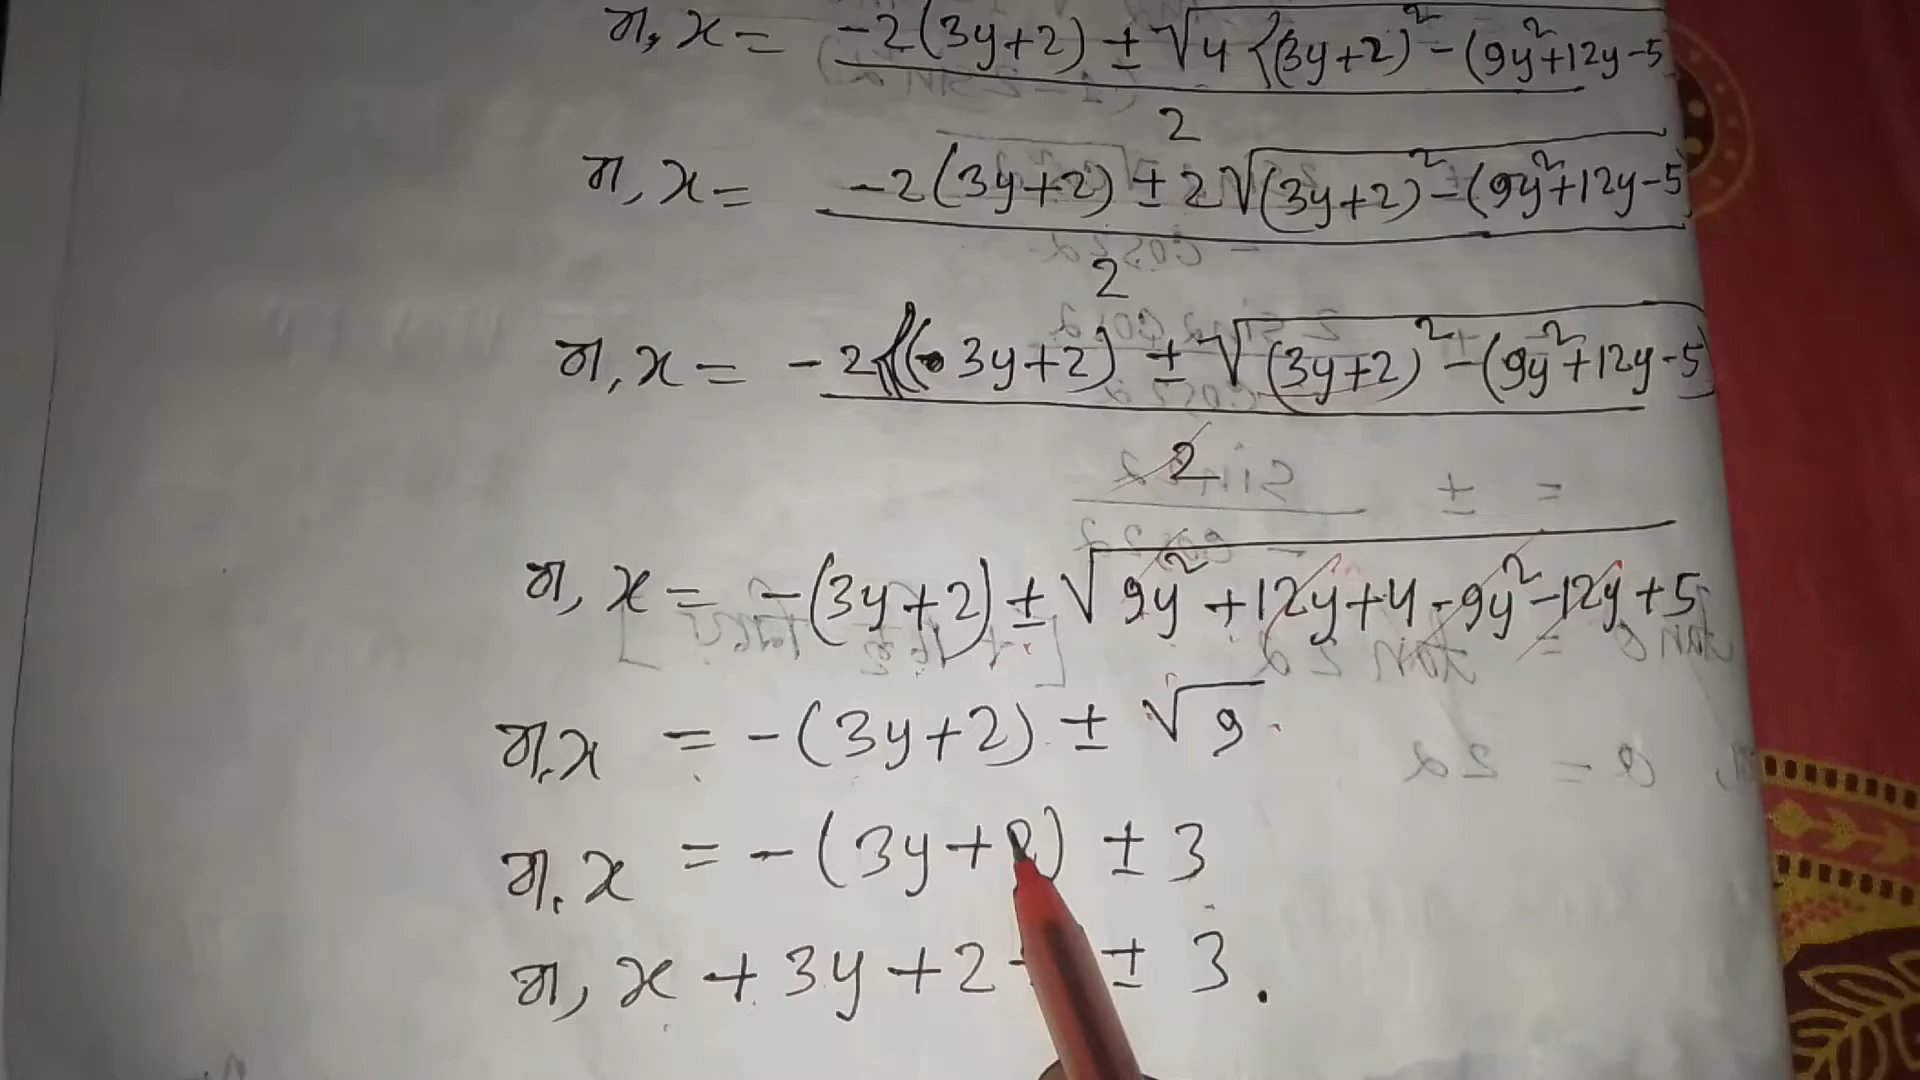 वा, x = -2(3y+2) ± √4{(3y+2)² - (9y²+12y-5
2
वा, x = -2(3y+2) ± 2√(3y+2)² - (9y²+12y-5)
2
वा, x = -2((3y+2) ± √(3y+2)² - (9y²+12y-5)
2
वा, x = -(3y+2) ± √9y²+12y+4-9y²-12y+5
वा, x = -(3y+2) ± √9
वा, x = -(3y+2) ± 3
वा, x + 3y + 2 = ± 3.